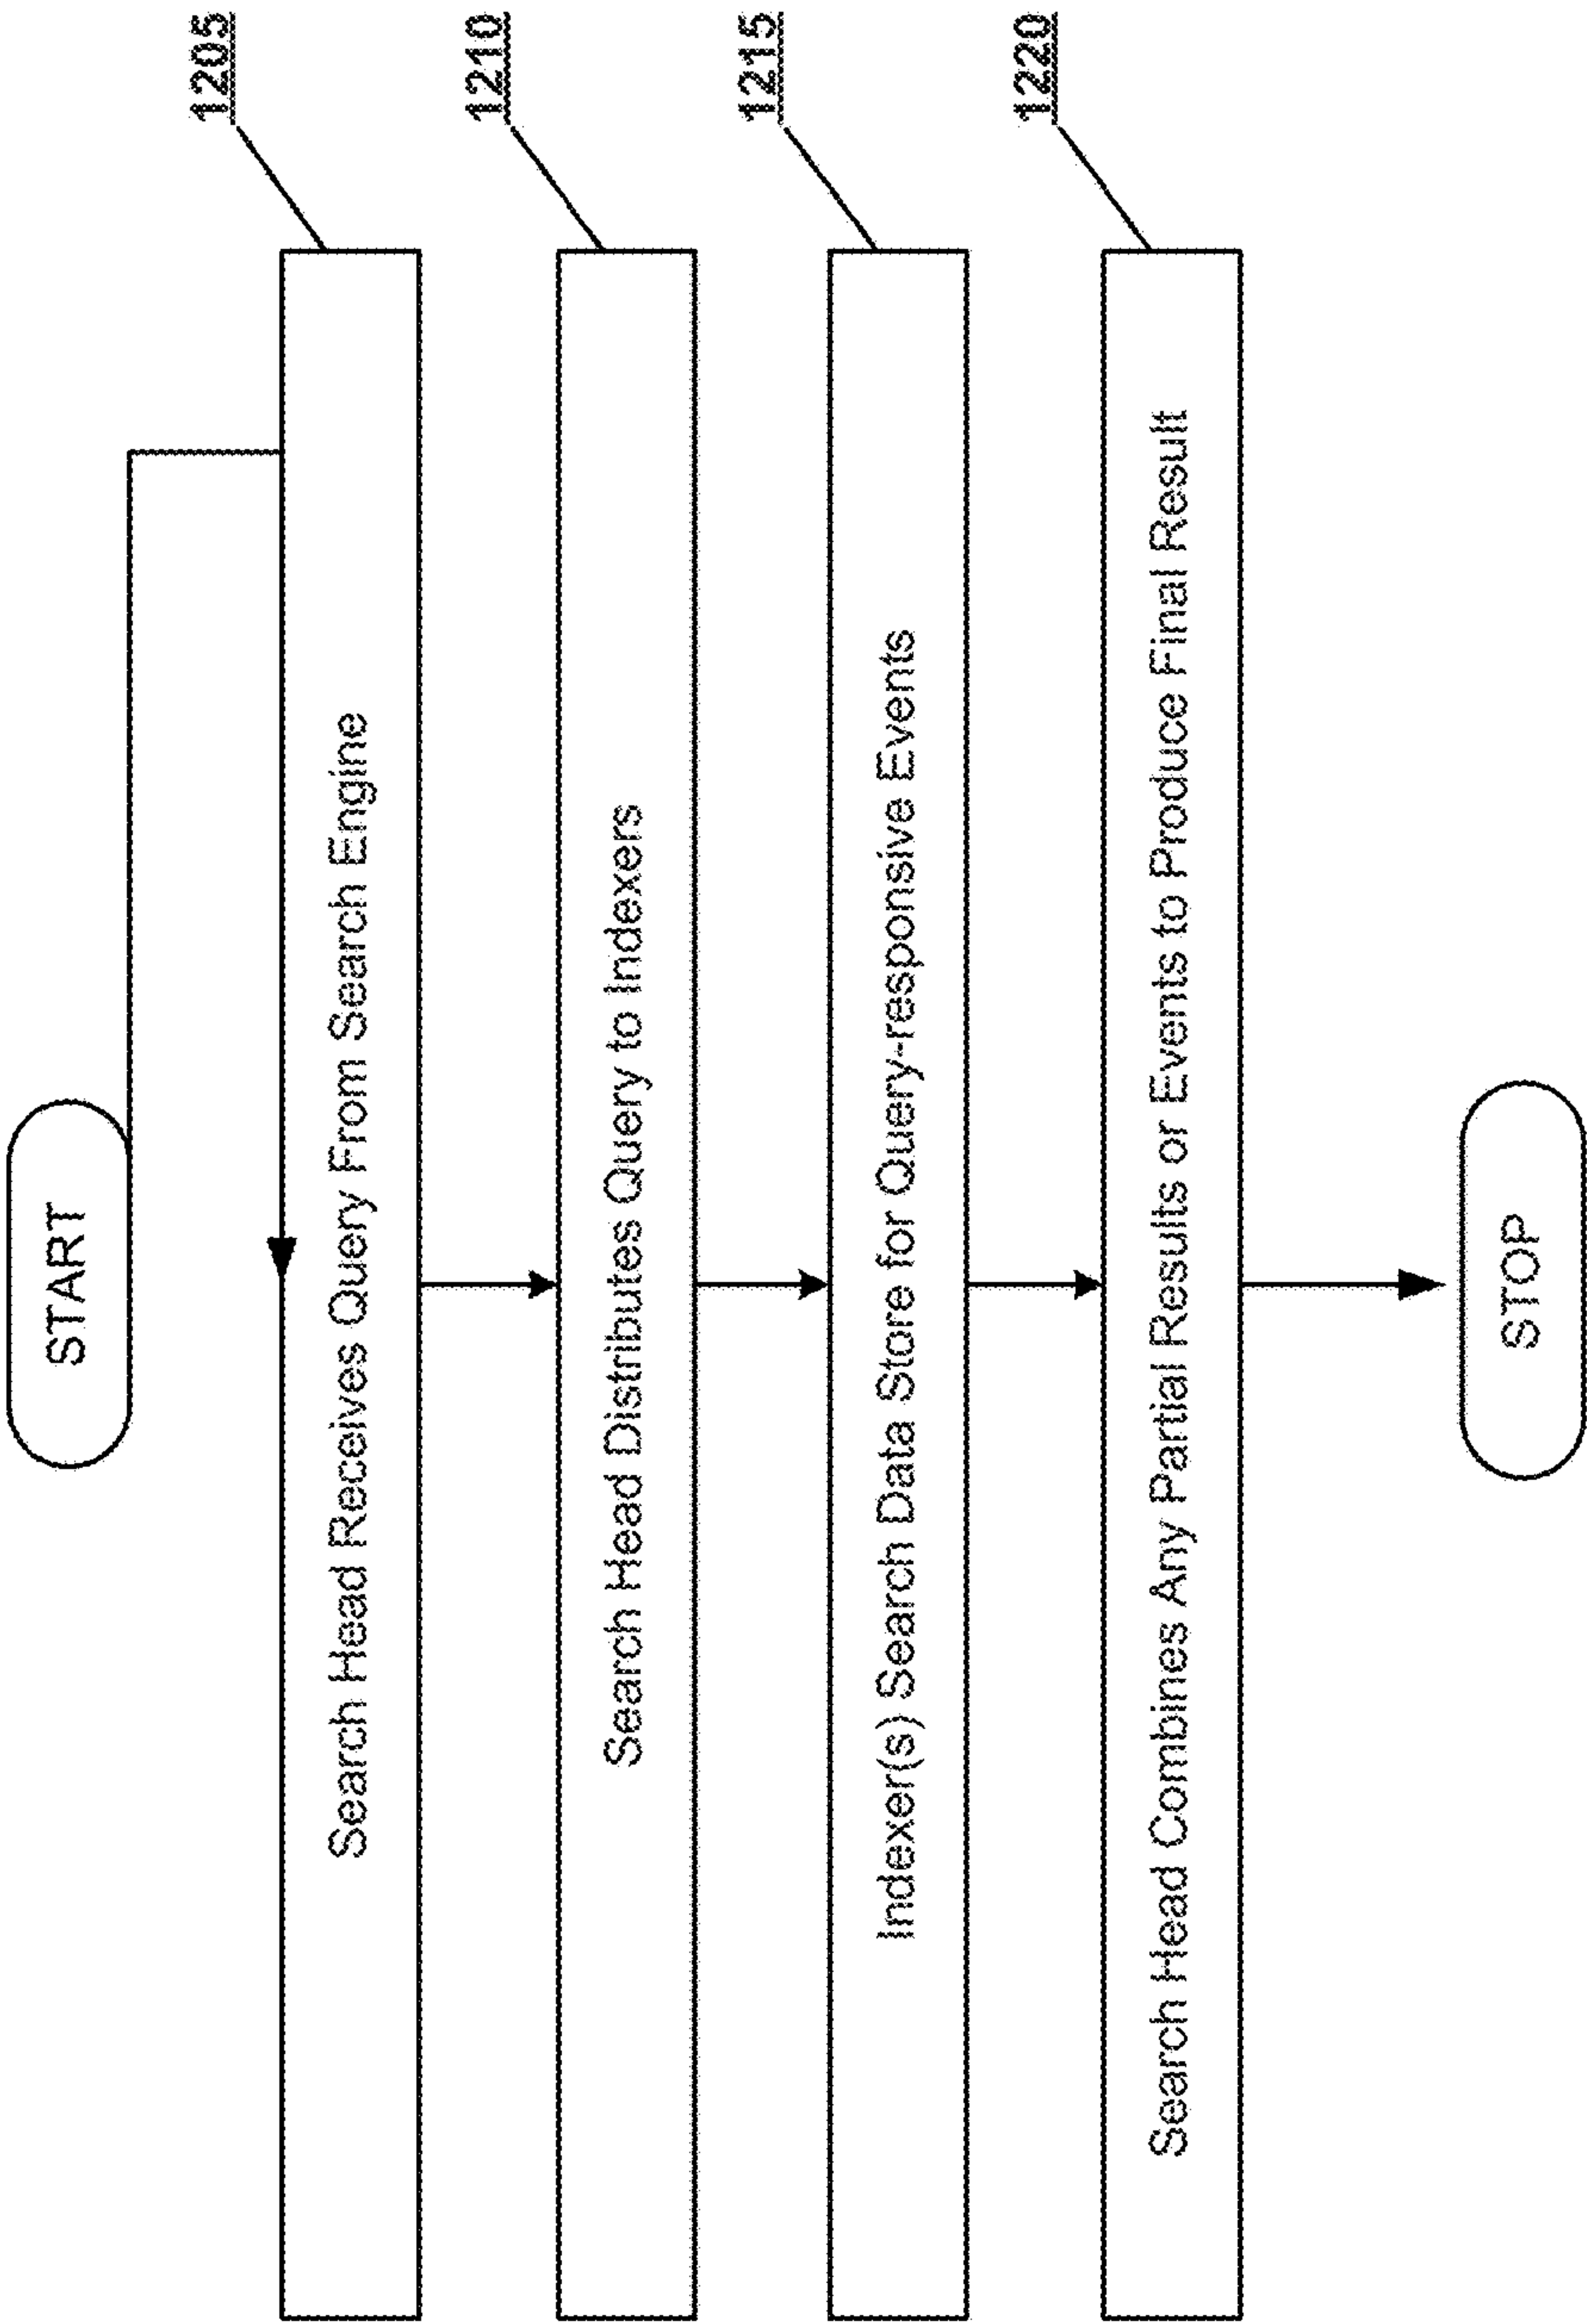 START
1205
Search Head Receives Query From Search Engine
1210
Search Head Distributes Query to Indexers
1215
Indexer(s) Search Data Store for Query-responsive Events
1220
Search Head Combines Any Partial Results or Events to Produce Final Result
STOP